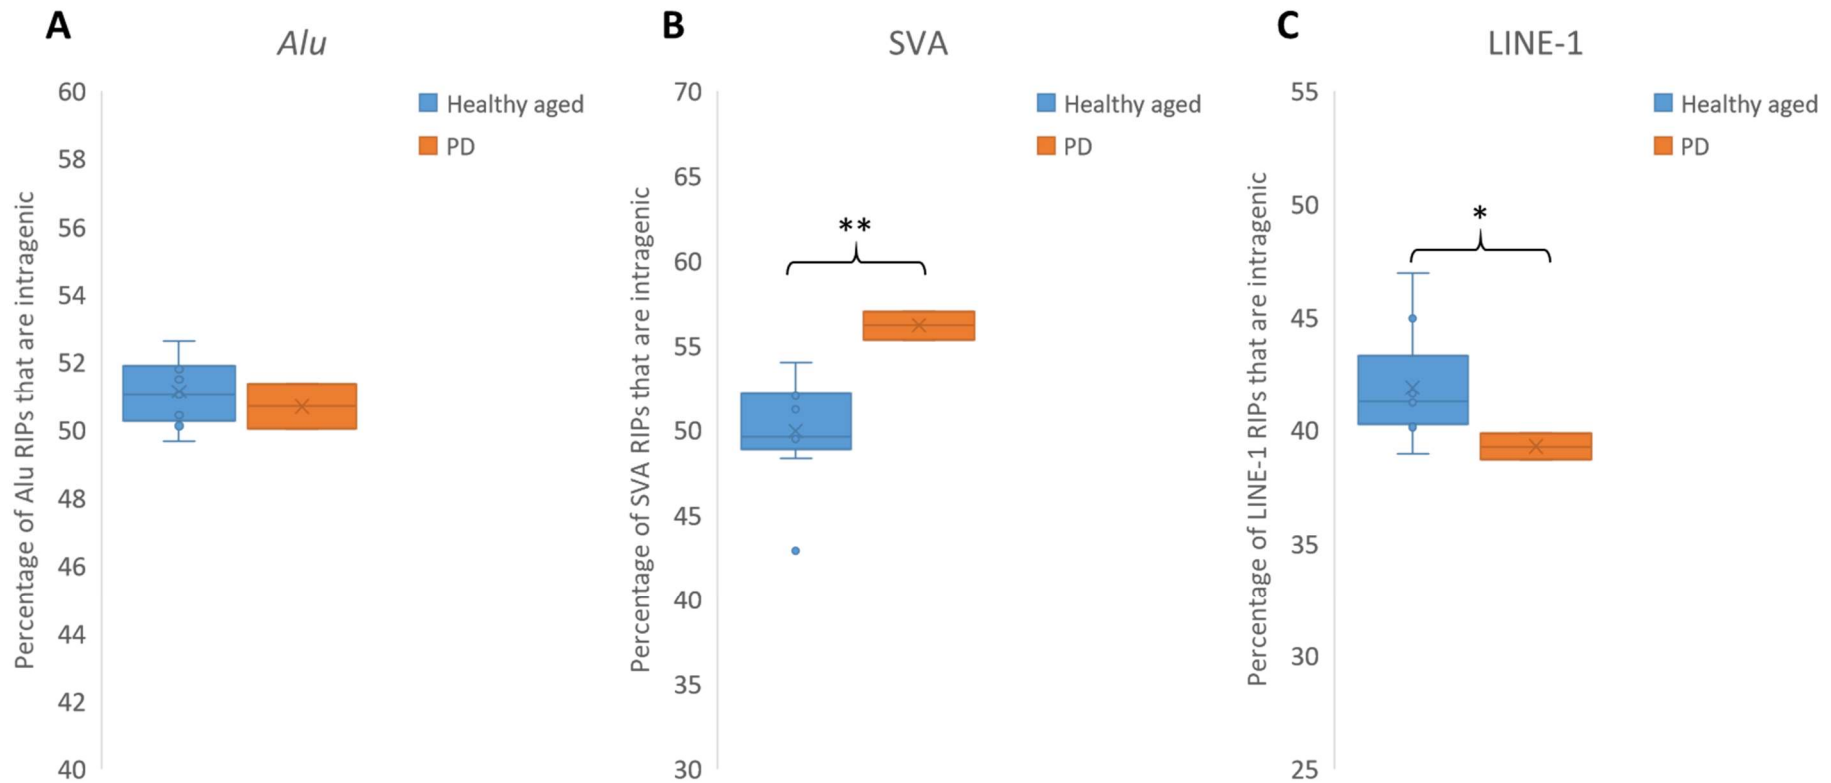 A
Alu
Healthy aged
PD
Percentage of Alu RIPs that are intragenic
60
58
56
54
52
50
48
46
44
42
40
B
SVA
Healthy aged
PD
Percentage of SVA RIPs that are intragenic
70
65
60
55
50
45
40
35
30
**
C
LINE-1
Healthy aged
PD
Percentage of LINE-1 RIPs that are intragenic
55
50
45
40
35
30
25
*